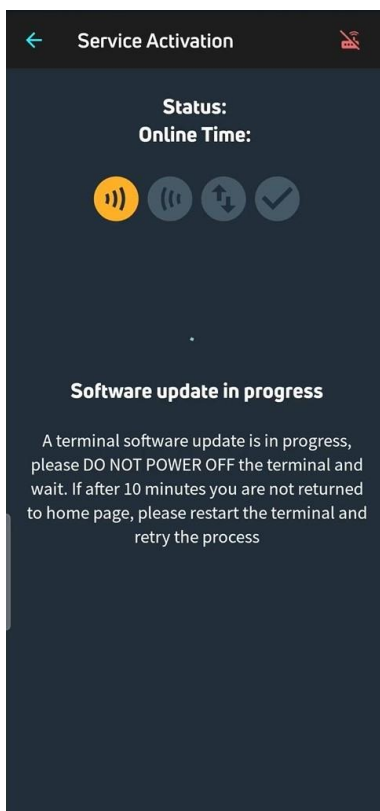 Service Activation
Status:
Online Time:
Software update in progress
A terminal software update is in progress,
please DO NOT POWER OFF the terminal and
wait. If after 10 minutes you are not returned
to home page, please restart the terminal and
retry the process